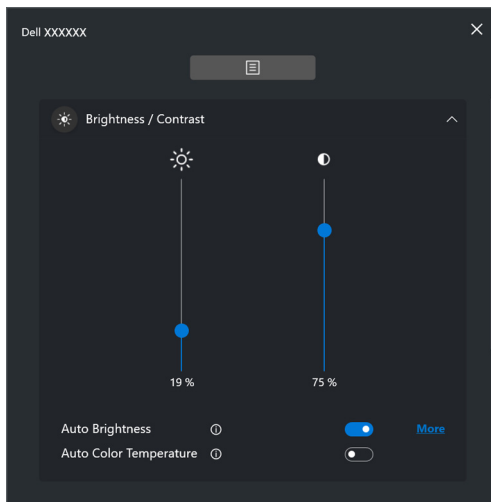 Dell XXXXXX
Brightness / Contrast
19 % 75 %
Auto Brightness More
Auto Color Temperature